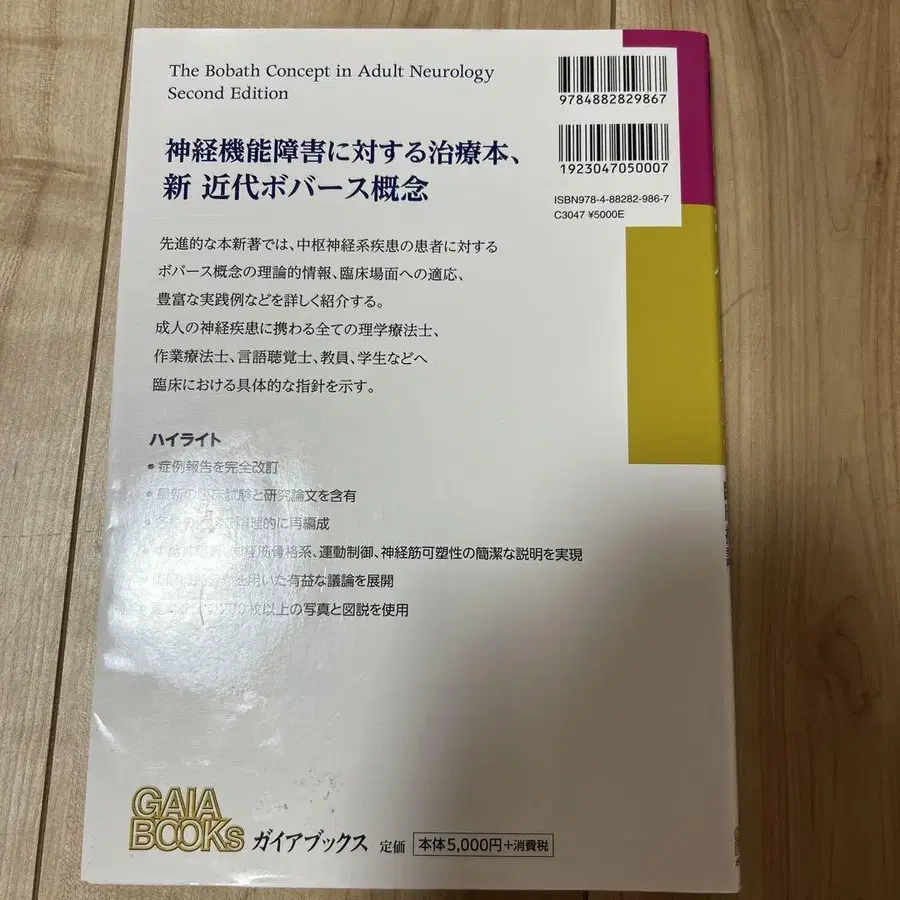 The Bobath Concept in Adult Neurology
Second Edition
9784882829867
1923047050007
ISBN978-4-88282-986-7
C3047 ¥5000E
神経機能障害に対する治療本、
新 近代ボバース概念
先進的な本新著では、中枢神経系疾患の患者に対する
ボバース概念の理論的情報、臨床場面への適応、
豊富な実践例などを詳しく紹介する。
成人の神経疾患に携わる全ての理学療法士、
作業療法士、言語聴覚士、教員、学生などへ
臨床における具体的な指針を示す。
ハイライト
• 症例報告を完全改訂
• 最新の臨床試験と研究論文を含有
理的に再編成
筋骨格系、運動制御、神経筋可塑性の簡潔な説明を実現
を用いた有益な議論を展開
枚以上の写真と図説を使用
GAIA
BOOKs
ガイアブックス 定価 本体5,000円+消費税